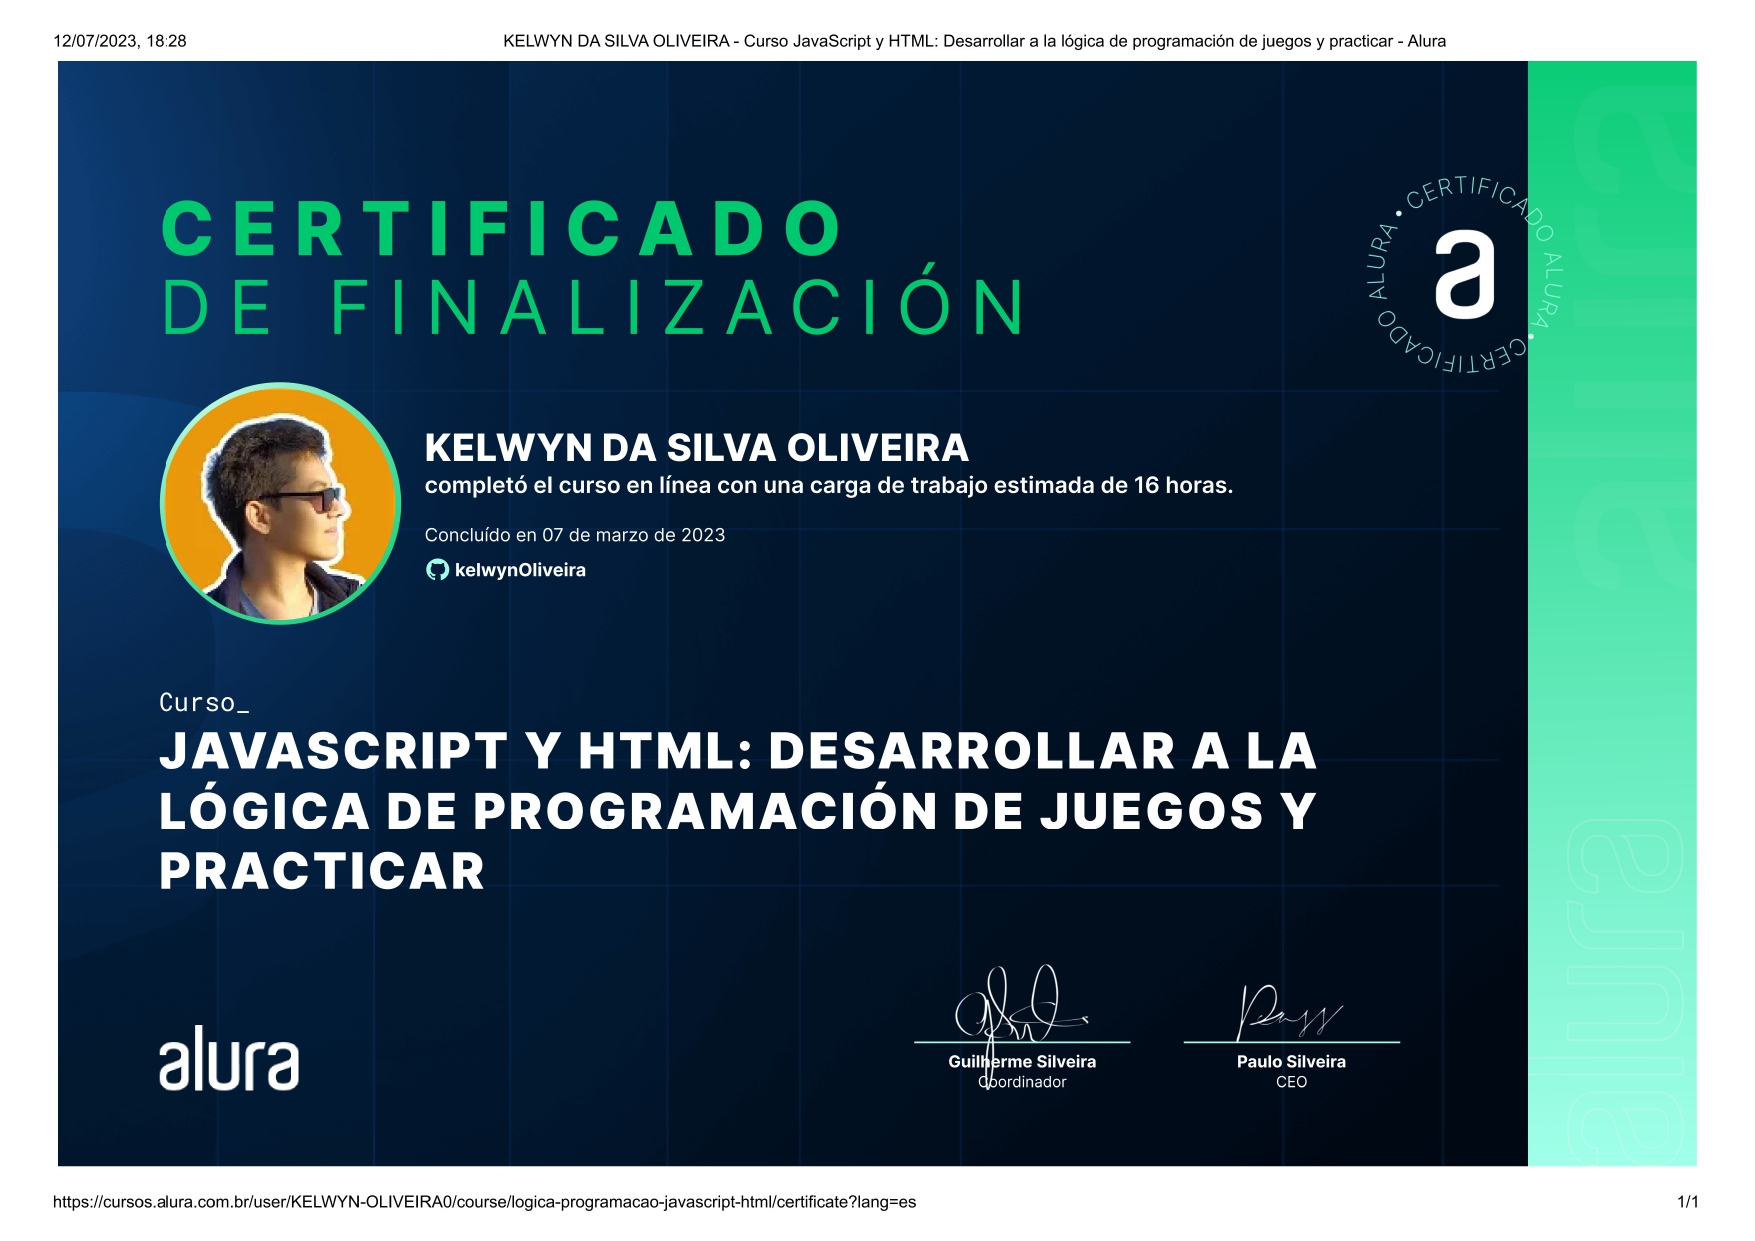 12/07/2023, 18:28
KELWYN DA SILVA OLIVEIRA - Curso JavaScript y HTML: Desarrollar a la lógica de programación de juegos y practicar - Alura
CERTIFICADO
DE FINALIZACIÓN
CERTIFICADO ALURA • CERTIFICADO ALURA •
a
alura
KELWYN DA SILVA OLIVEIRA
completó el curso en línea con una carga de trabajo estimada de 16 horas.
Concluído en 07 de marzo de 2023
kelwynOliveira
Curso_
JAVASCRIPT Y HTML: DESARROLLAR A LA
LÓGICA DE PROGRAMACIÓN DE JUEGOS Y
PRACTICAR
alura
alura
alura
Guilherme Silveira
Coordinador
Paulo Silveira
CEO
https://cursos.alura.com.br/user/KELWYN-OLIVEIRA0/course/logica-programacao-javascript-html/certificate?lang=es
1/1